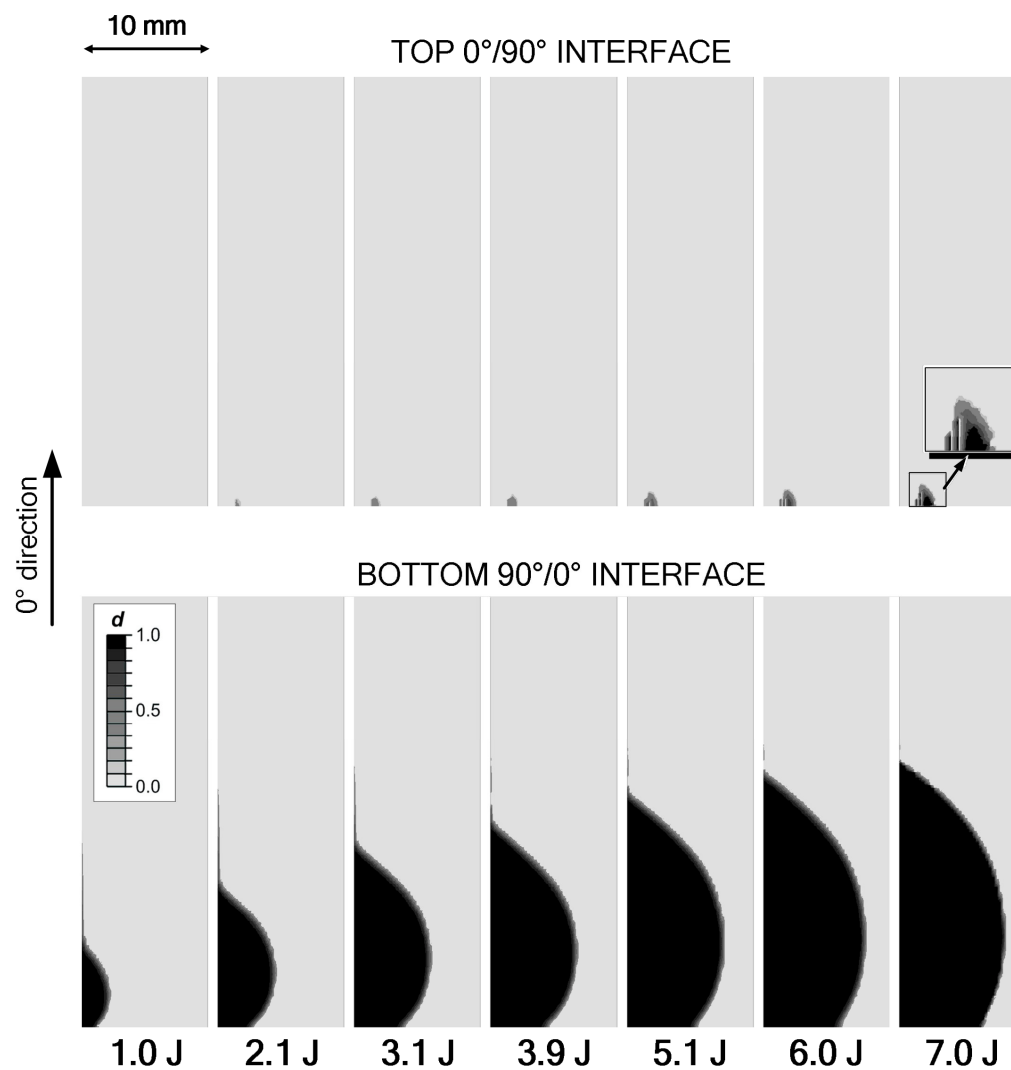 10 mm
TOP 0°/90° INTERFACE
0° direction
BOTTOM 90°/0° INTERFACE
d
1.0
0.5
0.0
1.0 J 2.1 J 3.1 J 3.9 J 5.1 J 6.0 J 7.0 J